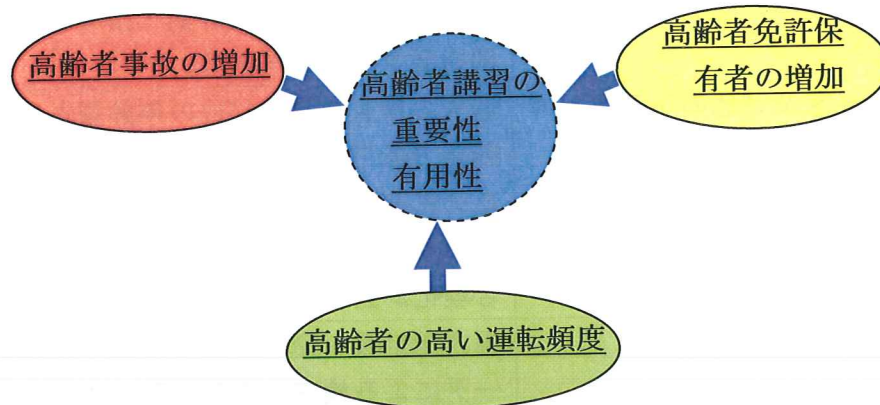 高齢者事故の増加
高齢者講習の
重要性
有用性
高齢者免許保
有者の増加
高齢者の高い運転頻度